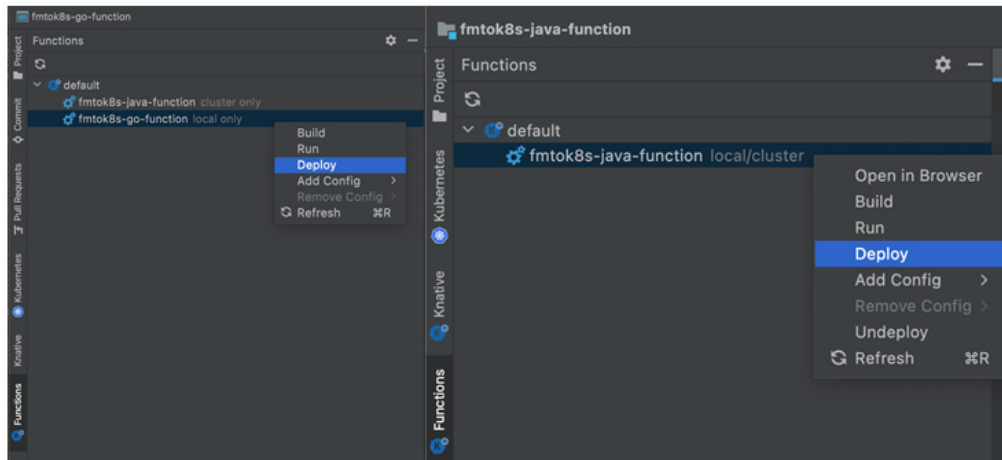 fmtok8s-go-function
Functions
default
fmtok8s-java-function cluster only
fmtok8s-go-function local only
Build
Run
Deploy
Add Config >
Remove Config >
Refresh ⌘R
Project
Commit
Pull Requests
Kubernetes
Knative
Functions
fmtok8s-java-function
Functions
default
fmtok8s-java-function local/cluster
Open in Browser
Build
Run
Deploy
Add Config >
Remove Config >
Undeploy
Refresh ⌘R
Project
Kubernetes
Knative
Functions